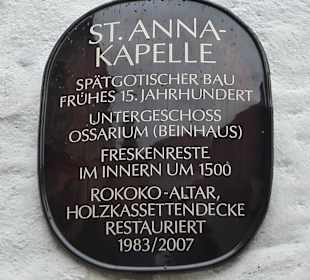 ST. ANNA-
KAPELLE
SPÄTGOTISCHER BAU
FRÜHES 15. JAHRHUNDERT
UNTERGESCHOSS
OSSARIUM (BEINHAUS)
FRESKENRESTE
IM INNERN UM 1500
ROKOKO-ALTAR,
HOLZKASSETTENDECKE
RESTAURIERT
1983/2007